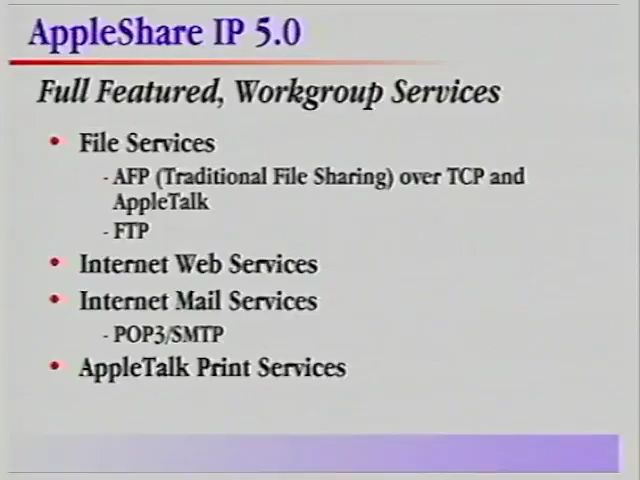 AppleShare IP 5.0
Full Featured, Workgroup Services
• File Services
- AFP (Traditional File Sharing) over TCP and
AppleTalk
- FTP
• Internet Web Services
• Internet Mail Services
- POP3/SMTP
• AppleTalk Print Services